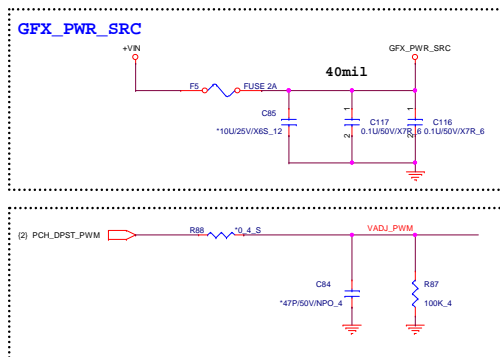 GFX_PWR_SRC
+VIN
GFX_PWR_SRC
40mil
F5
FUSE 2A
C85
*10U/25V/X6S_12
1
2
C117
0.1U/50V/X7R_6
1
2
C116
0.1U/50V/X7R_6
(2) PCH_DPST_PWM
R88
*0_4_S
VADJ_PWM
C84
*47P/50V/NPO_4
R87
100K_4